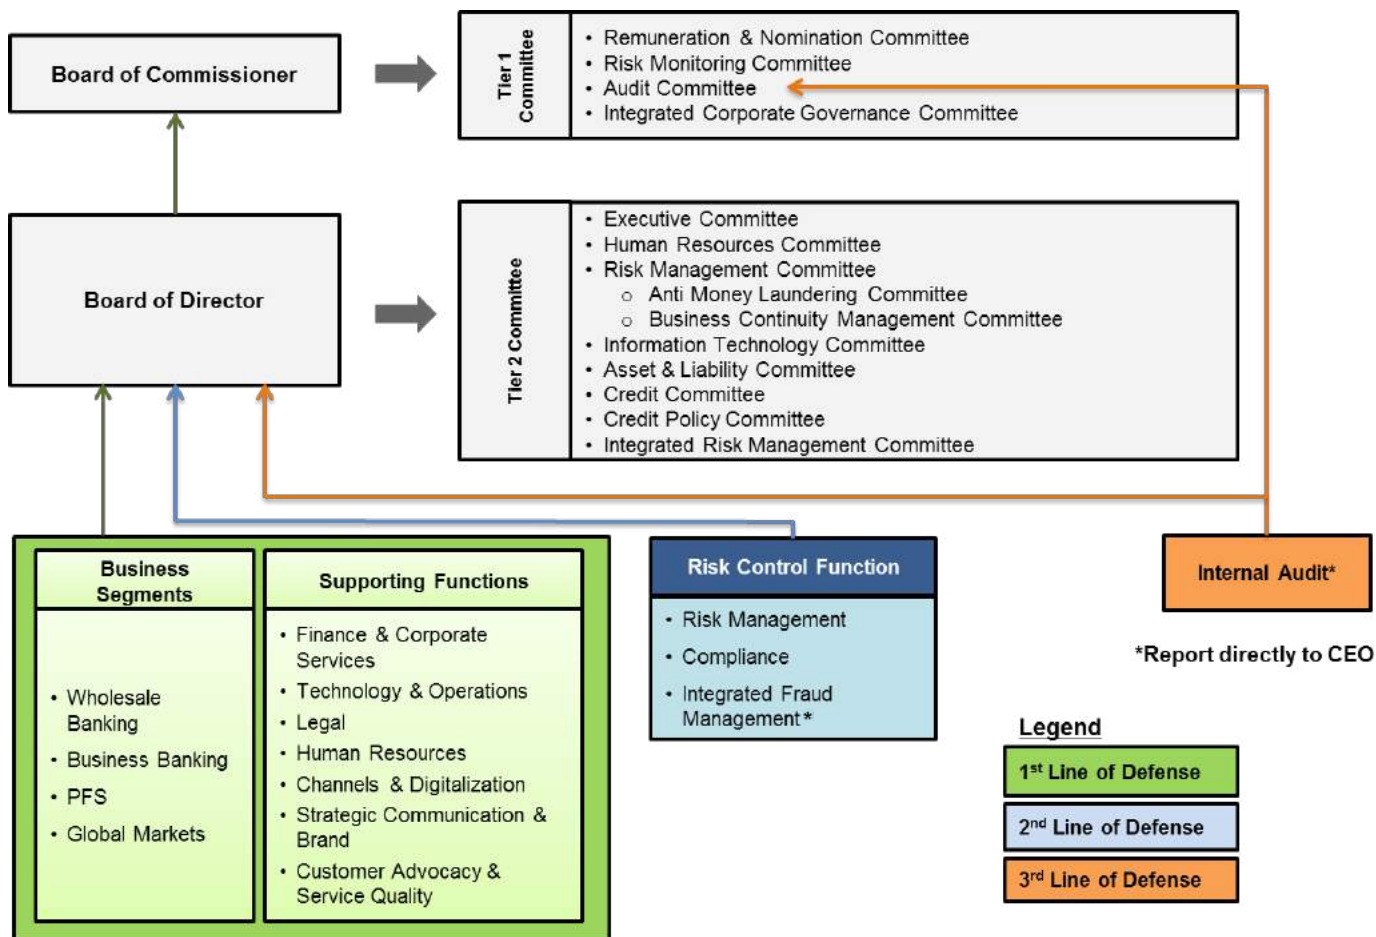 Board of Commissioner
Tier 1
Committee
• Remuneration & Nomination Committee
• Risk Monitoring Committee
• Audit Committee
• Integrated Corporate Governance Committee
Board of Director
Tier 2 Committee
• Executive Committee
• Human Resources Committee
• Risk Management Committee
o Anti Money Laundering Committee
o Business Continuity Management Committee
• Information Technology Committee
• Asset & Liability Committee
• Credit Committee
• Credit Policy Committee
• Integrated Risk Management Committee
Business
Segments
• Wholesale
Banking
• Business Banking
• PFS
• Global Markets
Supporting Functions
• Finance & Corporate
Services
• Technology & Operations
• Legal
• Human Resources
• Channels & Digitalization
• Strategic Communication &
Brand
• Customer Advocacy &
Service Quality
Risk Control Function
• Risk Management
• Compliance
• Integrated Fraud
Management*
Internal Audit*
*Report directly to CEO
Legend
1st Line of Defense
2nd Line of Defense
3rd Line of Defense